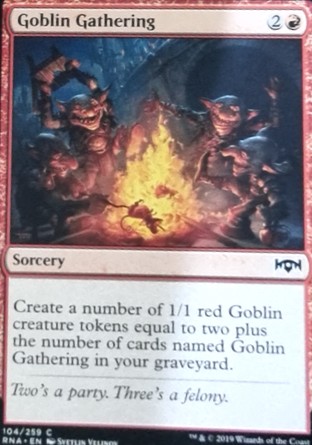 Goblin Gathering 2
Sorcery
Create a number of 1/1 red Goblin
creature tokens equal to two plus
the number of cards named Goblin
Gathering in your graveyard.
Two's a party. Three's a felony.
104/259 C
RNA • EN SVETLIN VELINOV
™ & © 2019 Wizards of the Coast